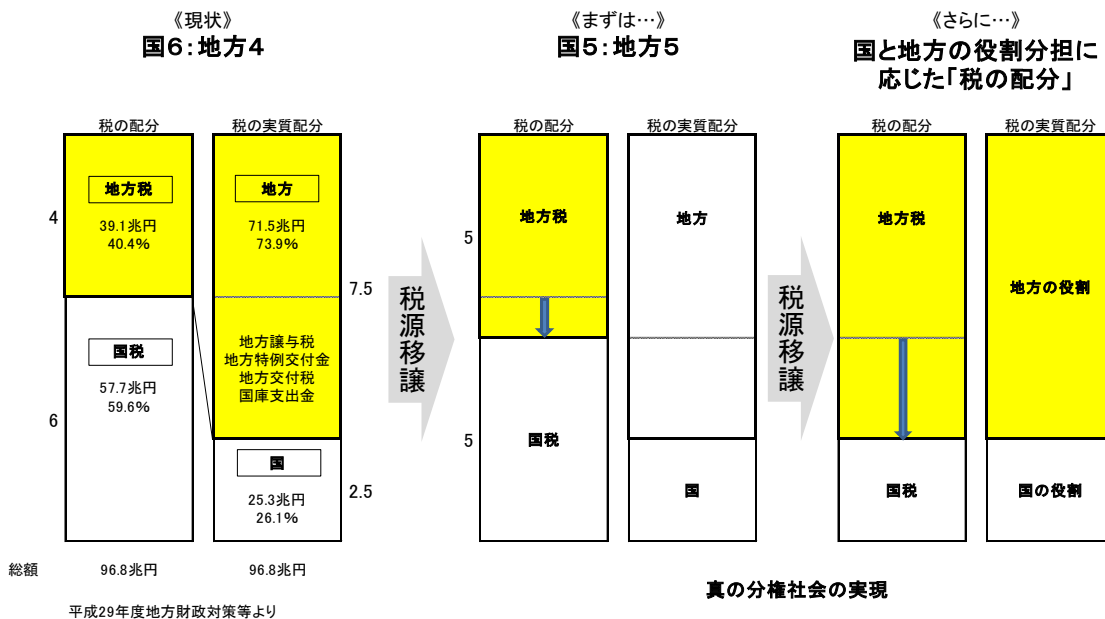 《現状》
国6:地方4
税の配分
税の実質配分
地方税
39.1兆円
40.4%
地方
71.5兆円
73.9%
4
7.5
地方譲与税
地方特例交付金
地方交付税
国庫支出金
国税
57.7兆円
59.6%
6
国
25.3兆円
26.1%
2.5
総額
96.8兆円
96.8兆円
平成29年度地方財政対策等より
税源移譲
《まずは…》
国5:地方5
税の配分
税の実質配分
地方税
地方
5
国税
5
国
税源移譲
《さらに…》
国と地方の役割分担に
応じた「税の配分」
税の配分
税の実質配分
地方税
地方の役割
国税
国の役割
真の分権社会の実現